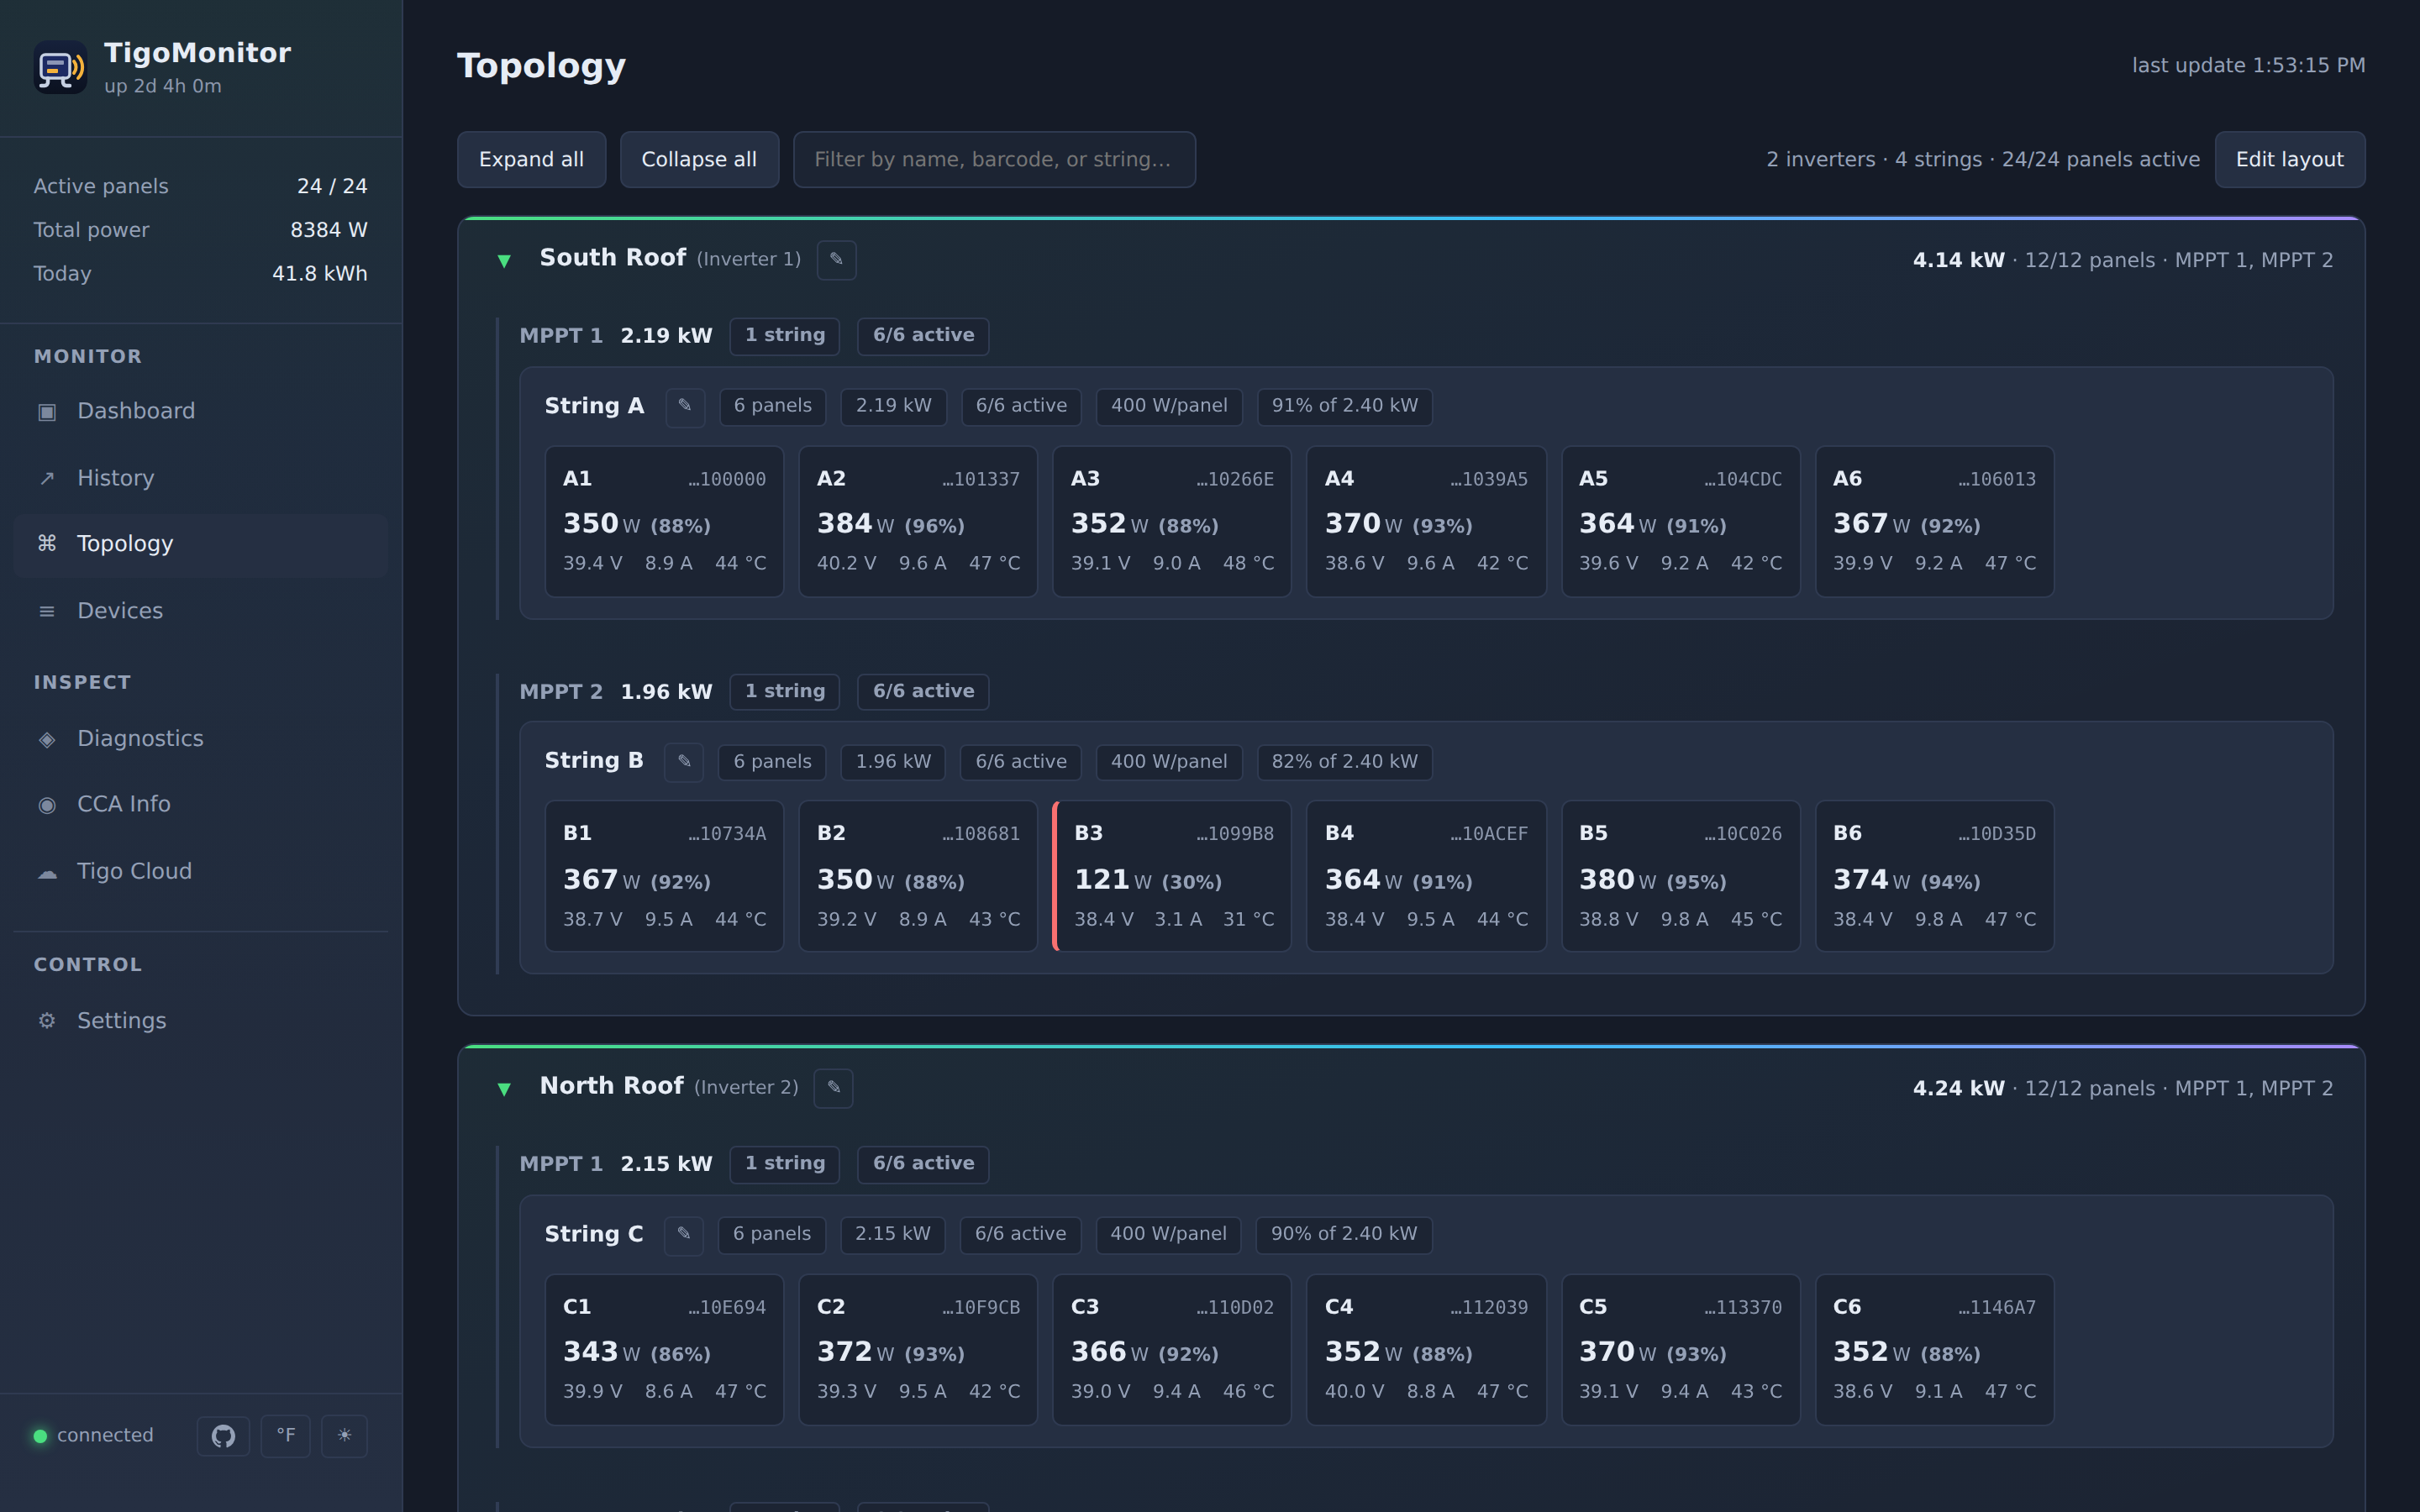 TigoMonitor
up 2d 4h 0m
Active panels 24 / 24
Total power 8384 W
Today 41.8 kWh
MONITOR
Dashboard
History
Topology
Devices
INSPECT
Diagnostics
CCA Info
Tigo Cloud
CONTROL
Settings
connected °F
Topology last update 1:53:15 PM
Expand all Collapse all Filter by name, barcode, or string… 2 inverters · 4 strings · 24/24 panels active Edit layout
South Roof (Inverter 1) 4.14 kW · 12/12 panels · MPPT 1, MPPT 2
MPPT 1 2.19 kW 1 string 6/6 active
String A 6 panels 2.19 kW 6/6 active 400 W/panel 91% of 2.40 kW
A1 …100000 A2 …101337 A3 …10266E A4 …1039A5 A5 …104CDC A6 …106013
350 W (88%) 384 W (96%) 352 W (88%) 370 W (93%) 364 W (91%) 367 W (92%)
39.4 V 8.9 A 44 °C 40.2 V 9.6 A 47 °C 39.1 V 9.0 A 48 °C 38.6 V 9.6 A 42 °C 39.6 V 9.2 A 42 °C 39.9 V 9.2 A 47 °C
MPPT 2 1.96 kW 1 string 6/6 active
String B 6 panels 1.96 kW 6/6 active 400 W/panel 82% of 2.40 kW
B1 …10734A B2 …108681 B3 …1099B8 B4 …10ACEF B5 …10C026 B6 …10D35D
367 W (92%) 350 W (88%) 121 W (30%) 364 W (91%) 380 W (95%) 374 W (94%)
38.7 V 9.5 A 44 °C 39.2 V 8.9 A 43 °C 38.4 V 3.1 A 31 °C 38.4 V 9.5 A 44 °C 38.8 V 9.8 A 45 °C 38.4 V 9.8 A 47 °C
North Roof (Inverter 2) 4.24 kW · 12/12 panels · MPPT 1, MPPT 2
MPPT 1 2.15 kW 1 string 6/6 active
String C 6 panels 2.15 kW 6/6 active 400 W/panel 90% of 2.40 kW
C1 …10E694 C2 …10F9CB C3 …110D02 C4 …112039 C5 …113370 C6 …1146A7
343 W (86%) 372 W (93%) 366 W (92%) 352 W (88%) 370 W (93%) 352 W (88%)
39.9 V 8.6 A 47 °C 39.3 V 9.5 A 42 °C 39.0 V 9.4 A 46 °C 40.0 V 8.8 A 47 °C 39.1 V 9.4 A 43 °C 38.6 V 9.1 A 47 °C